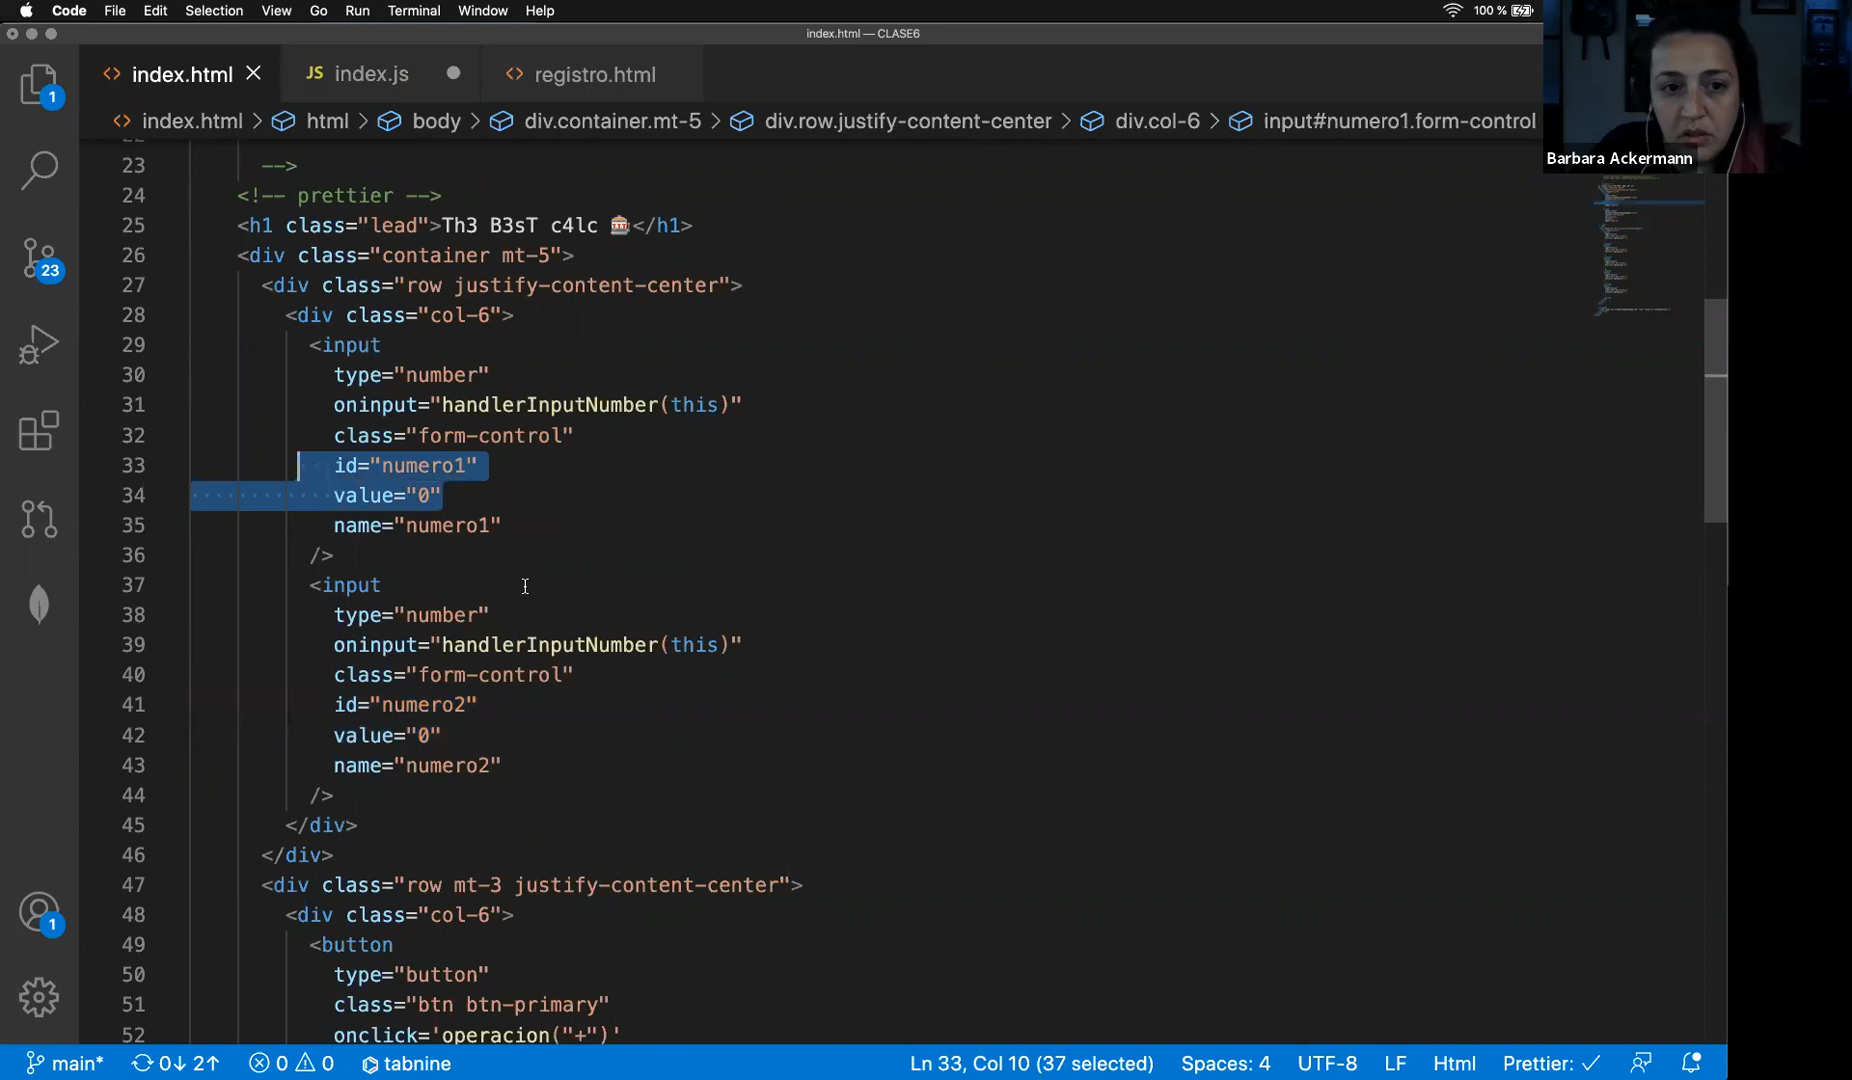 Code File Edit Selection View Go Run Terminal Window Help 100 %
index.html — CLASE6
index.html JS index.js registro.html
index.html > html > body > div.container.mt-5 > div.row.justify-content-center > div.col-6 > input#numero1.form-control
Barbara Ackermann
1
23
1
23 -->
24 <!-- prettier -->
25 <h1 class="lead">Th3 B3sT c4lc 🎰</h1>
26 <div class="container mt-5">
27 <div class="row justify-content-center">
28 <div class="col-6">
29 <input
30 type="number"
31 oninput="handlerInputNumber(this)"
32 class="form-control"
33 id="numero1"
34 value="0"
35 name="numero1"
36 />
37 <input
38 type="number"
39 oninput="handlerInputNumber(this)"
40 class="form-control"
41 id="numero2"
42 value="0"
43 name="numero2"
44 />
45 </div>
46 </div>
47 <div class="row mt-3 justify-content-center">
48 <div class="col-6">
49 <button
50 type="button"
51 class="btn btn-primary"
52 onclick='operacion("+")'
main* 0↓ 2↑ 0 0 tabnine Ln 33, Col 10 (37 selected) Spaces: 4 UTF-8 LF Html Prettier: ✓